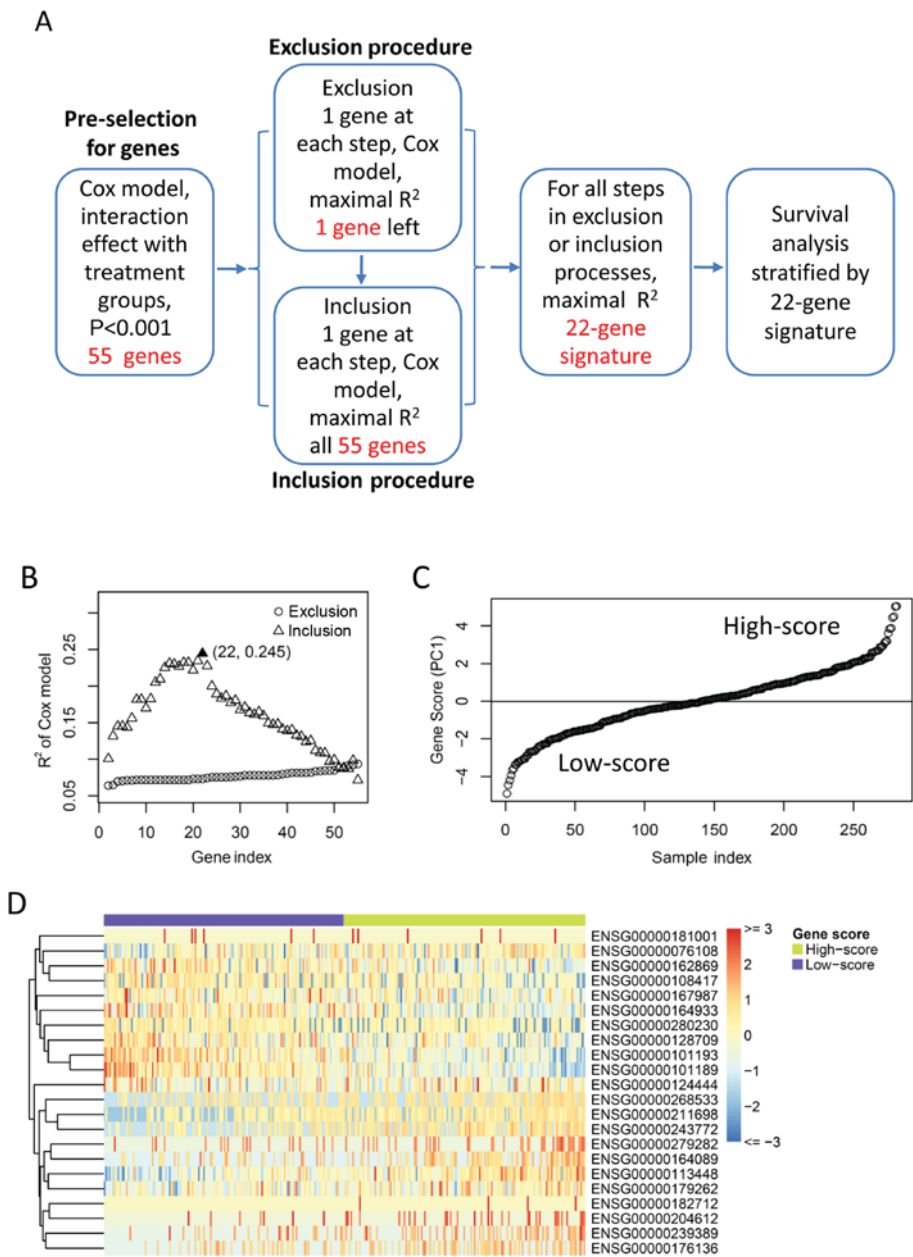 A
Pre-selection
for genes
Cox model,
interaction
effect with
treatment
groups,
P<0.001
55 genes
Exclusion procedure
Exclusion
1 gene at
each step, Cox
model,
maximal R²
1 gene left
Inclusion
1 gene at
each step, Cox
model,
maximal R²
all 55 genes
Inclusion procedure
For all steps
in exclusion
or inclusion
processes,
maximal R²
22-gene
signature
Survival
analysis
stratified by
22-gene
signature
B
R² of Cox model
0.25
0.15
0.05
Exclusion
Inclusion
(22, 0.245)
0 10 20 30 40 50
Gene index
C
Gene Score (PC1)
4
2
0
-2
-4
High-score
Low-score
0 50 100 150 200 250
Sample index
D
ENSG00000181001
ENSG00000076108
ENSG00000162869
ENSG00000108417
ENSG00000167987
ENSG00000164933
ENSG00000280230
ENSG00000128709
ENSG00000101193
ENSG00000101189
ENSG00000124444
ENSG00000268533
ENSG00000211698
ENSG00000243772
ENSG00000279282
ENSG00000164089
ENSG00000113448
ENSG00000179262
ENSG00000182712
ENSG00000204612
ENSG00000239389
ENSG00000176136
>= 3
2
1
0
-1
-2
<= -3
Gene score
High-score
Low-score